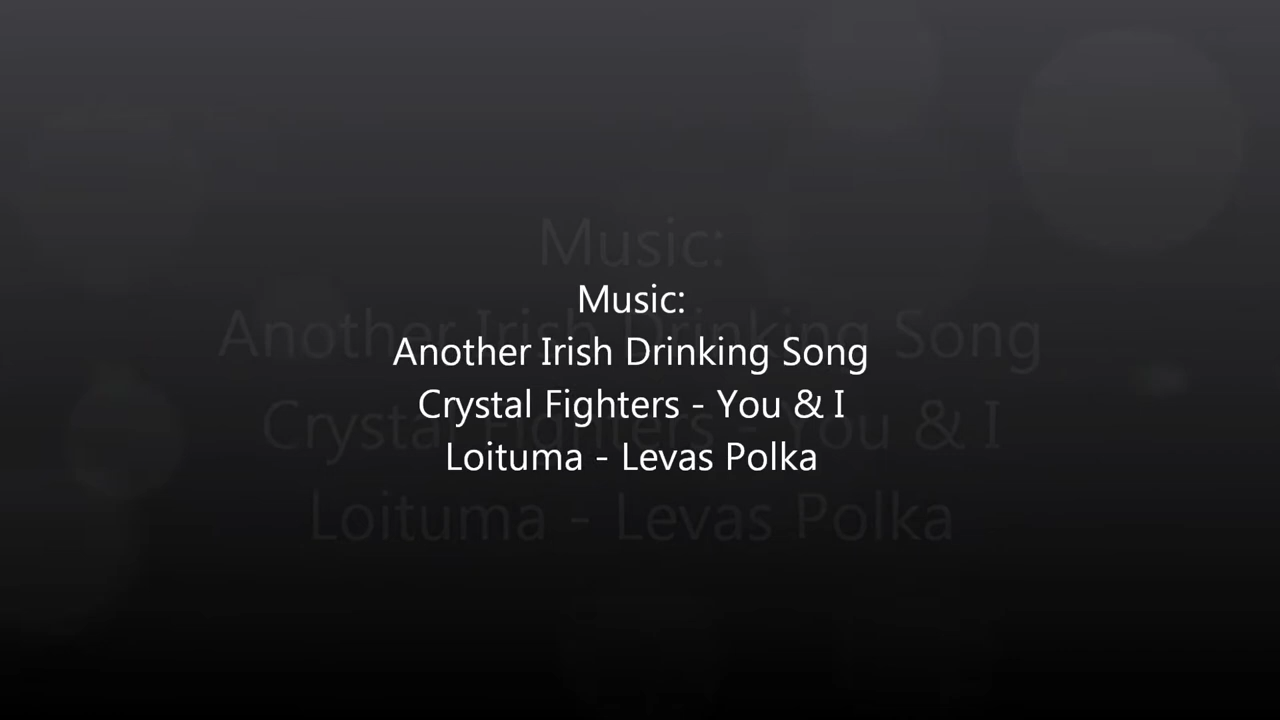 Music:
Another Irish Drinking Song
Crystal Fighters - You & I
Loituma - Levas Polka